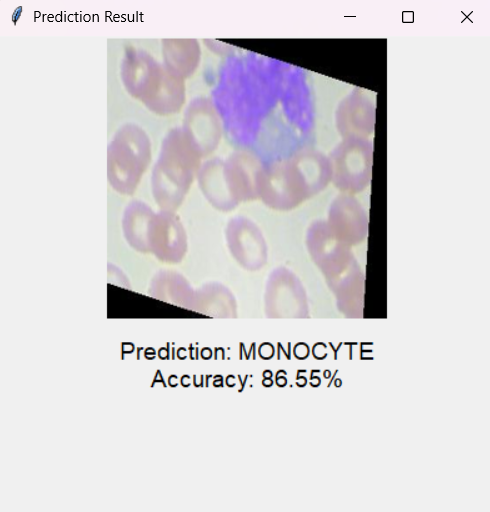 Prediction Result
Prediction: MONOCYTE
Accuracy: 86.55%